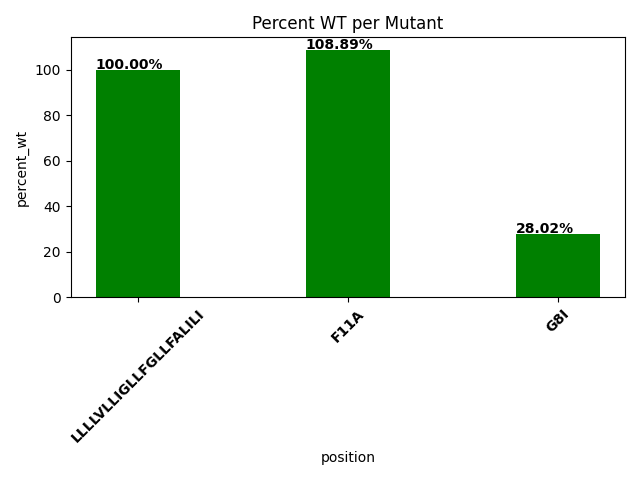 Percent WT per Mutant
percent_wt
100
80
60
40
20
0
100.00%
108.89%
28.02%
LLLLVLLIGLLFGLLFALILI
F11A
G8I
position